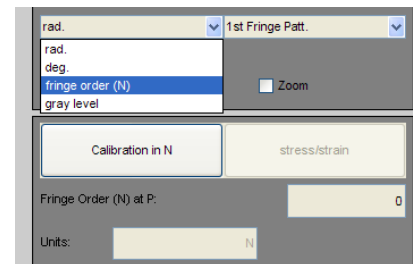 rad. 1st Fringe Patt.
rad.
deg.
fringe order (N)
gray level
Zoom
Calibration in N stress/strain
Fringe Order (N) at P: 0
Units: N